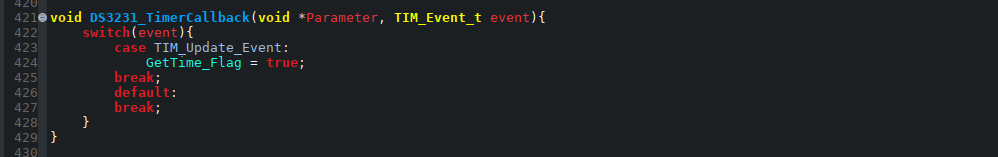 420
421 void DS3231_TimerCallback(void *Parameter, TIM_Event_t event){
422     switch(event){
423         case TIM_Update_Event:
424             GetTime_Flag = true;
425         break;
426         default:
427         break;
428     }
429 }
430